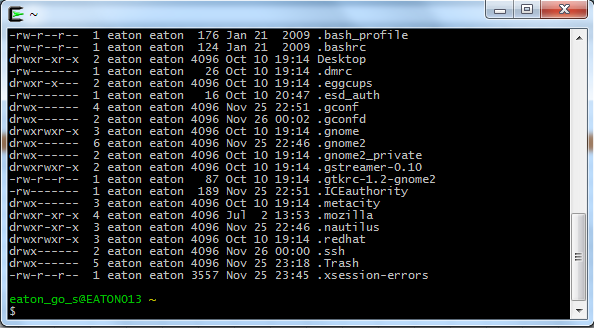 ~
-rw-r--r-- 1 eaton eaton 176 Jan 21 2009 .bash_profile
-rw-r--r-- 1 eaton eaton 124 Jan 21 2009 .bashrc
drwxr-xr-x 2 eaton eaton 4096 Oct 10 19:14 Desktop
-rw------- 1 eaton eaton 26 Oct 10 19:14 .dmrc
drwxr-x--- 2 eaton eaton 4096 Oct 10 19:14 .eggcups
-rw------- 1 eaton eaton 16 Oct 10 20:47 .esd_auth
drwx------ 4 eaton eaton 4096 Nov 25 22:51 .gconf
drwx------ 2 eaton eaton 4096 Nov 26 00:02 .gconfd
drwxrwxr-x 3 eaton eaton 4096 Oct 10 19:14 .gnome
drwx------ 6 eaton eaton 4096 Nov 25 22:46 .gnome2
drwx------ 2 eaton eaton 4096 Oct 10 19:14 .gnome2_private
drwxrwxr-x 2 eaton eaton 4096 Oct 10 19:14 .gstreamer-0.10
-rw-r--r-- 1 eaton eaton 87 Oct 10 19:14 .gtkrc-1.2-gnome2
-rw------- 1 eaton eaton 189 Nov 25 22:51 .ICEauthority
drwx------ 3 eaton eaton 4096 Oct 10 19:14 .metacity
drwxr-xr-x 4 eaton eaton 4096 Jul 2 13:53 .mozilla
drwxr-xr-x 3 eaton eaton 4096 Nov 25 22:46 .nautilus
drwxrwxr-x 3 eaton eaton 4096 Oct 10 19:14 .redhat
drwx------ 2 eaton eaton 4096 Nov 26 00:00 .ssh
drwx------ 5 eaton eaton 4096 Nov 25 23:18 .Trash
-rw-r--r-- 1 eaton eaton 3557 Nov 25 23:45 .xsession-errors
eaton_go_s@EATON013 ~
$